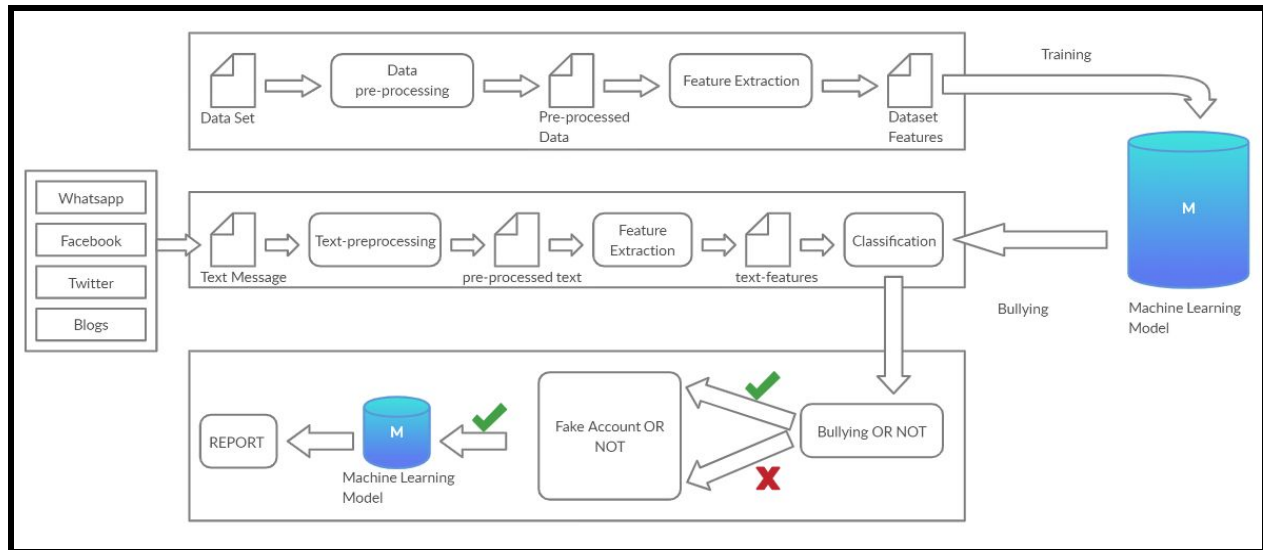 Training
Data
pre-processing
Feature Extraction
Data Set
Pre-processed
Data
Dataset
Features
M
Machine Learning
Model
Whatsapp
Facebook
Twitter
Blogs
Text-preprocessing
Feature
Extraction
Classification
Text Message
pre-processed text
text-features
Bullying
Bullying OR NOT
Fake Account OR
NOT
M
Machine Learning
Model
REPORT